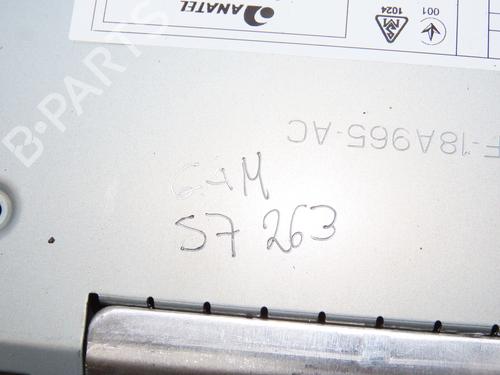 ANATEL
1024
001
F-18A965-AC
B-PARTS
S7 263